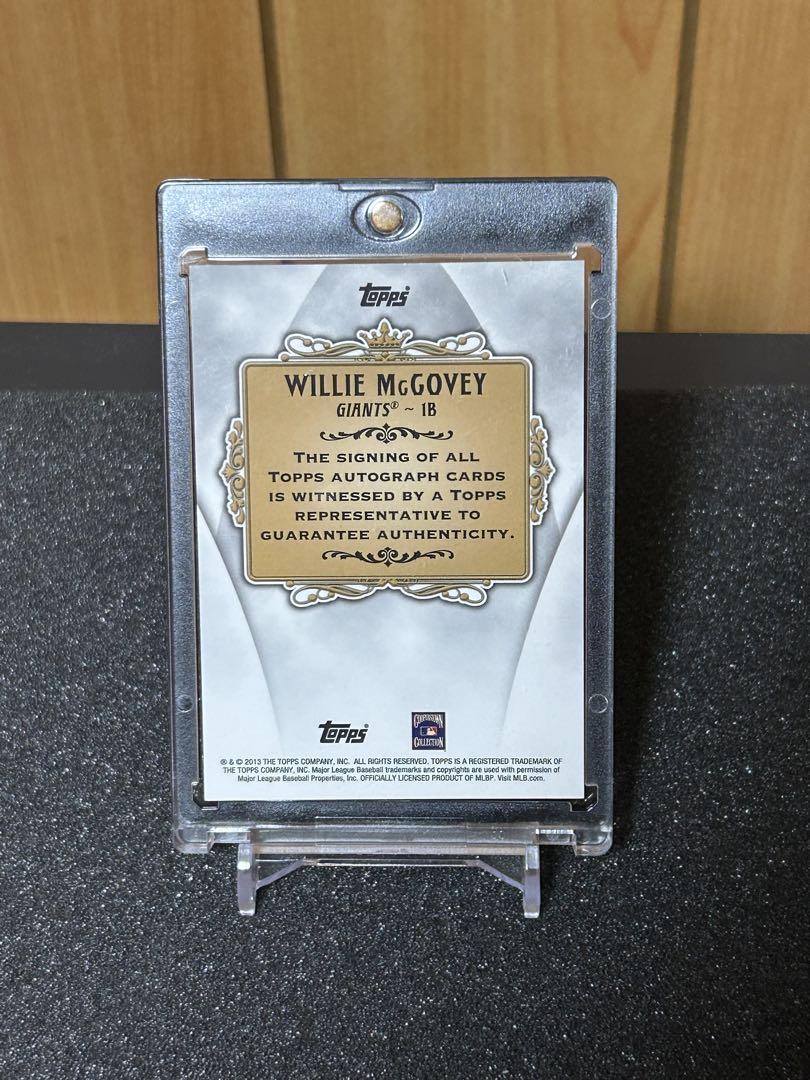 Topps
WILLIE McCOVEY
GIANTS® ~ 1B
THE SIGNING OF ALL
TOPPS AUTOGRAPH CARDS
IS WITNESSED BY A TOPPS
REPRESENTATIVE TO
GUARANTEE AUTHENTICITY.
Topps®
COOPERSTOWN
COLLECTION
® & © 2013 THE TOPPS COMPANY, INC. ALL RIGHTS RESERVED. TOPPS IS A REGISTERED TRADEMARK OF
THE TOPPS COMPANY, INC. Major League Baseball trademarks and copyrights are used with permission of
Major League Baseball Properties, Inc. OFFICIALLY LICENSED PRODUCT OF MLBP. Visit MLB.com.